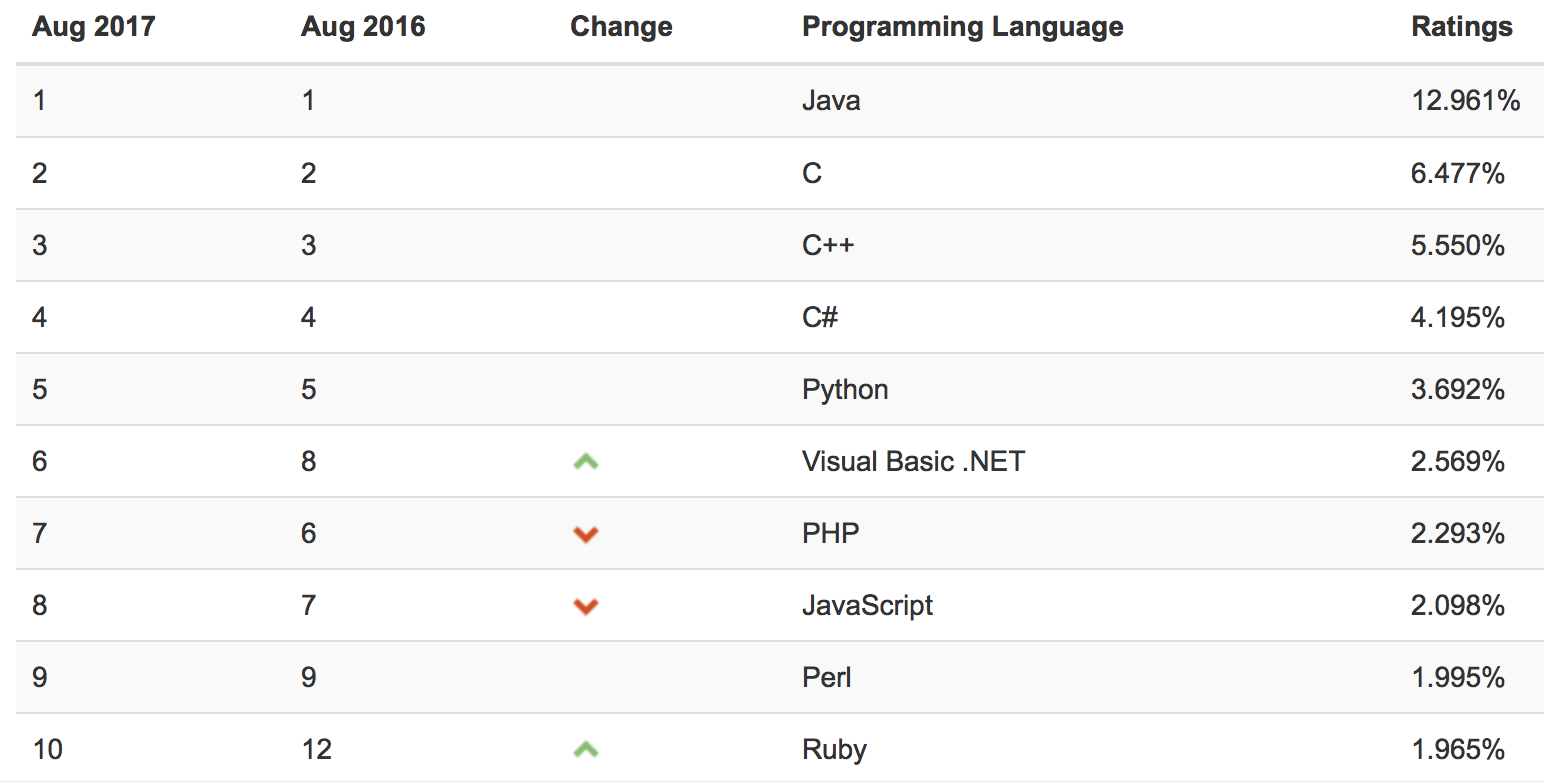 Aug 2017 Aug 2016 Change Programming Language Ratings
1 1 Java 12.961%
2 2 C 6.477%
3 3 C++ 5.550%
4 4 C# 4.195%
5 5 Python 3.692%
6 8 Visual Basic .NET 2.569%
7 6 PHP 2.293%
8 7 JavaScript 2.098%
9 9 Perl 1.995%
10 12 Ruby 1.965%